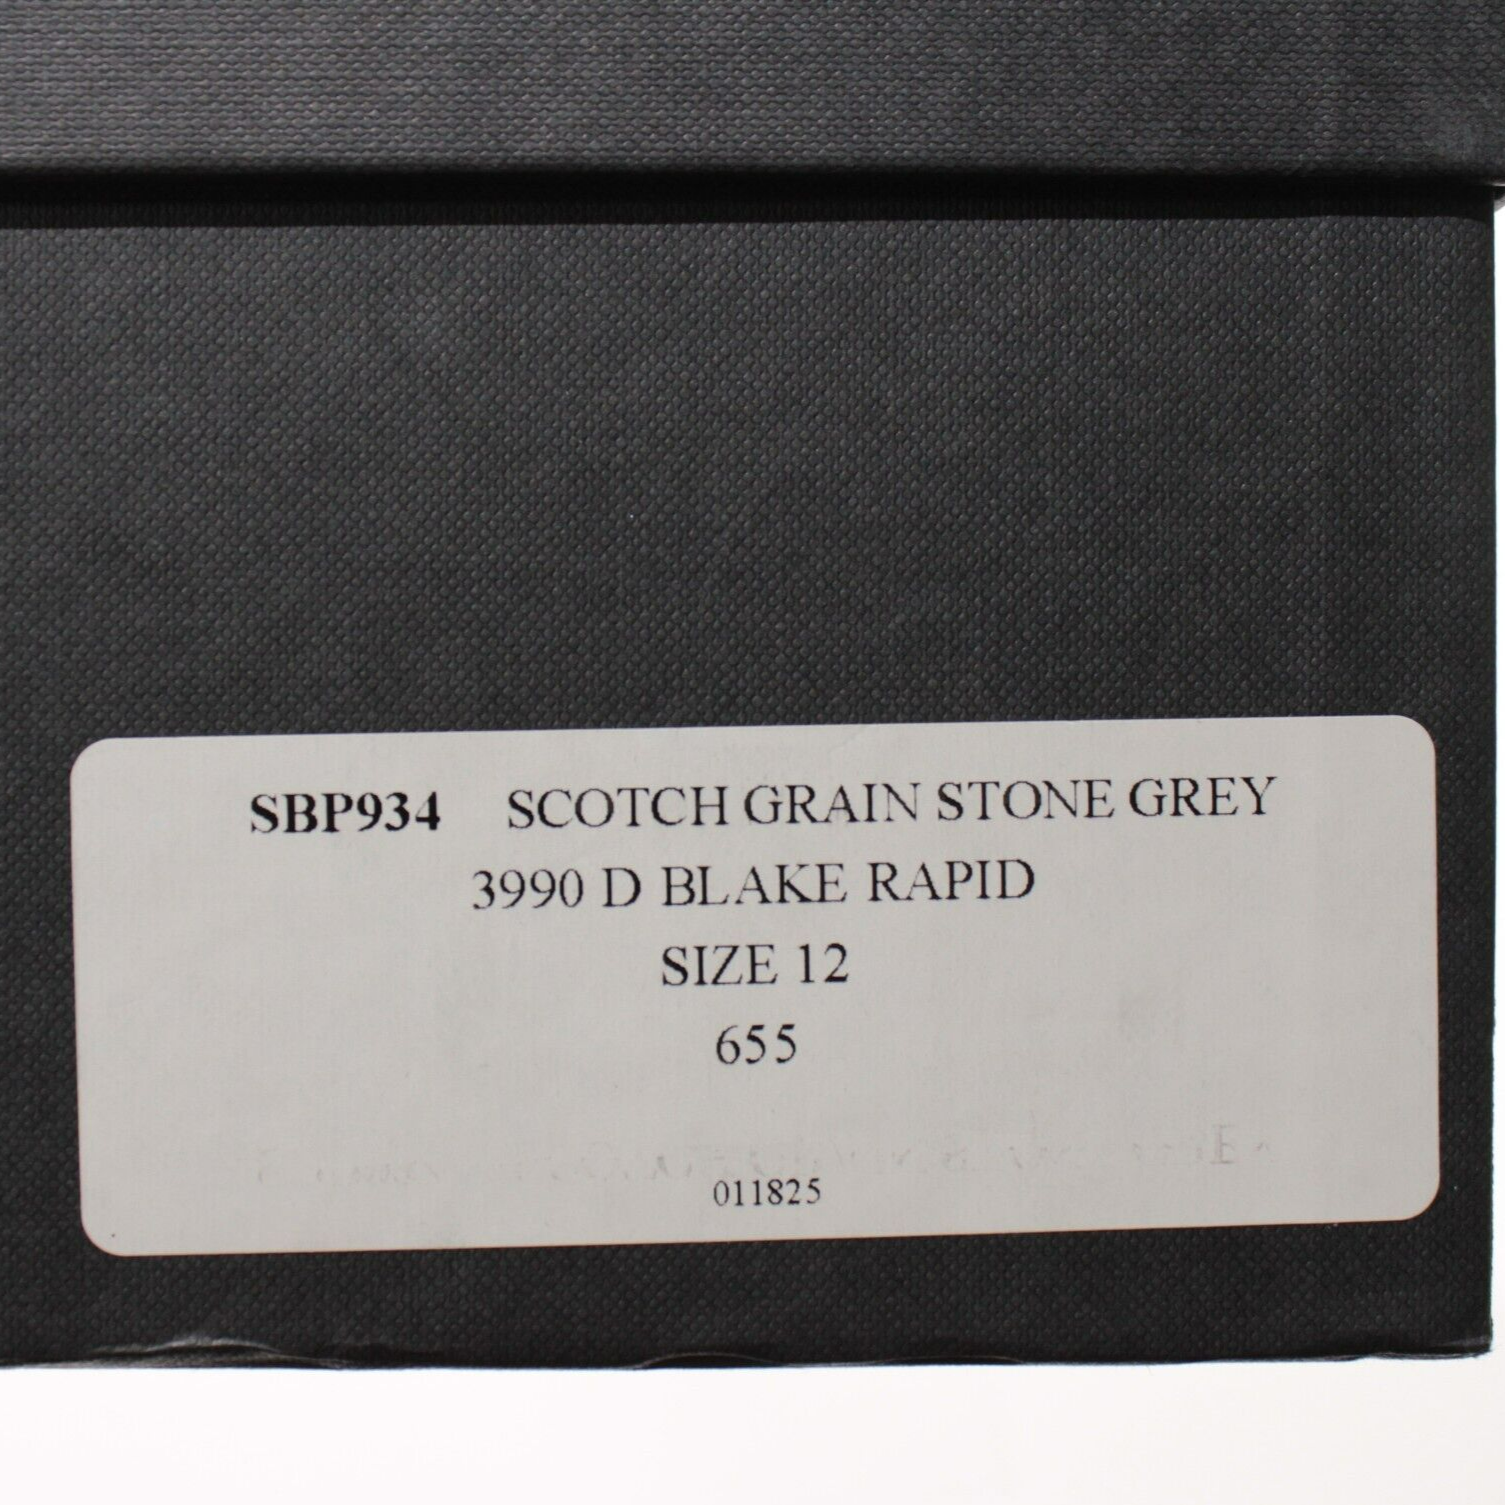 SBP934 SCOTCH GRAIN STONE GREY
3990 D BLAKE RAPID
SIZE 12
655
011825